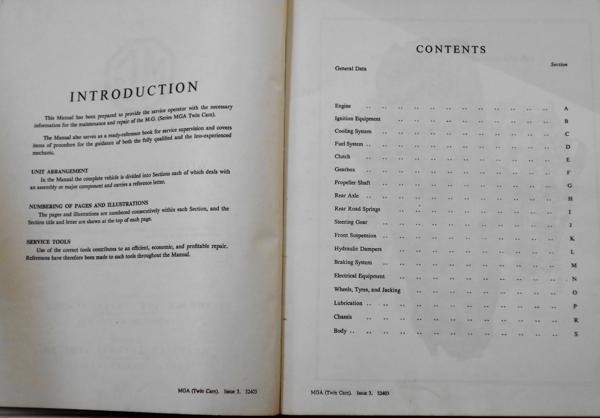 INTRODUCTION
This Manual has been prepared to provide the service operator with the necessary
information for the maintenance and repair of the M.G. (Series MGA Twin Cam).
The Manual also serves as a ready-reference book for service supervision and covers
items of procedure for the guidance of both the fully qualified and the less-experienced
mechanic.
UNIT ARRANGEMENT
In the Manual the complete vehicle is divided into Sections each of which deals with
an assembly or major component and carries a reference letter.
NUMBERING OF PAGES AND ILLUSTRATIONS
The pages and illustrations are numbered consecutively within each Section, and the
Section title and letter are shown at the top of each page.
SERVICE TOOLS
Use of the correct tools contributes to an efficient, economic, and profitable repair.
References have therefore been made to such tools throughout the Manual.
MGA (Twin Cam). Issue 3. 52403
CONTENTS
Section
General Data
Engine .. .. .. .. .. .. .. .. .. .. .. .. A
Ignition Equipment .. .. .. .. .. .. .. .. .. .. .. B
Cooling System .. .. .. .. .. .. .. .. .. .. .. C
Fuel System .. .. .. .. .. .. .. .. .. .. .. .. D
Clutch .. .. .. .. .. .. .. .. .. .. .. .. E
Gearbox .. .. .. .. .. .. .. .. .. .. .. .. F
Propeller Shaft .. .. .. .. .. .. .. .. .. .. .. G
Rear Axle .. .. .. .. .. .. .. .. .. .. .. .. H
Rear Road Springs .. .. .. .. .. .. .. .. .. .. .. I
Steering Gear .. .. .. .. .. .. .. .. .. .. .. J
Front Suspension .. .. .. .. .. .. .. .. .. .. .. K
Hydraulic Dampers .. .. .. .. .. .. .. .. .. .. L
Braking System .. .. .. .. .. .. .. .. .. .. .. M
Electrical Equipment .. .. .. .. .. .. .. .. .. .. N
Wheels, Tyres, and Jacking .. .. .. .. .. .. .. .. .. O
Lubrication .. .. .. .. .. .. .. .. .. .. .. .. P
Chassis .. .. .. .. .. .. .. .. .. .. .. .. R
Body .. .. .. .. .. .. .. .. .. .. .. .. S
MGA (Twin Cam). Issue 3. 52403